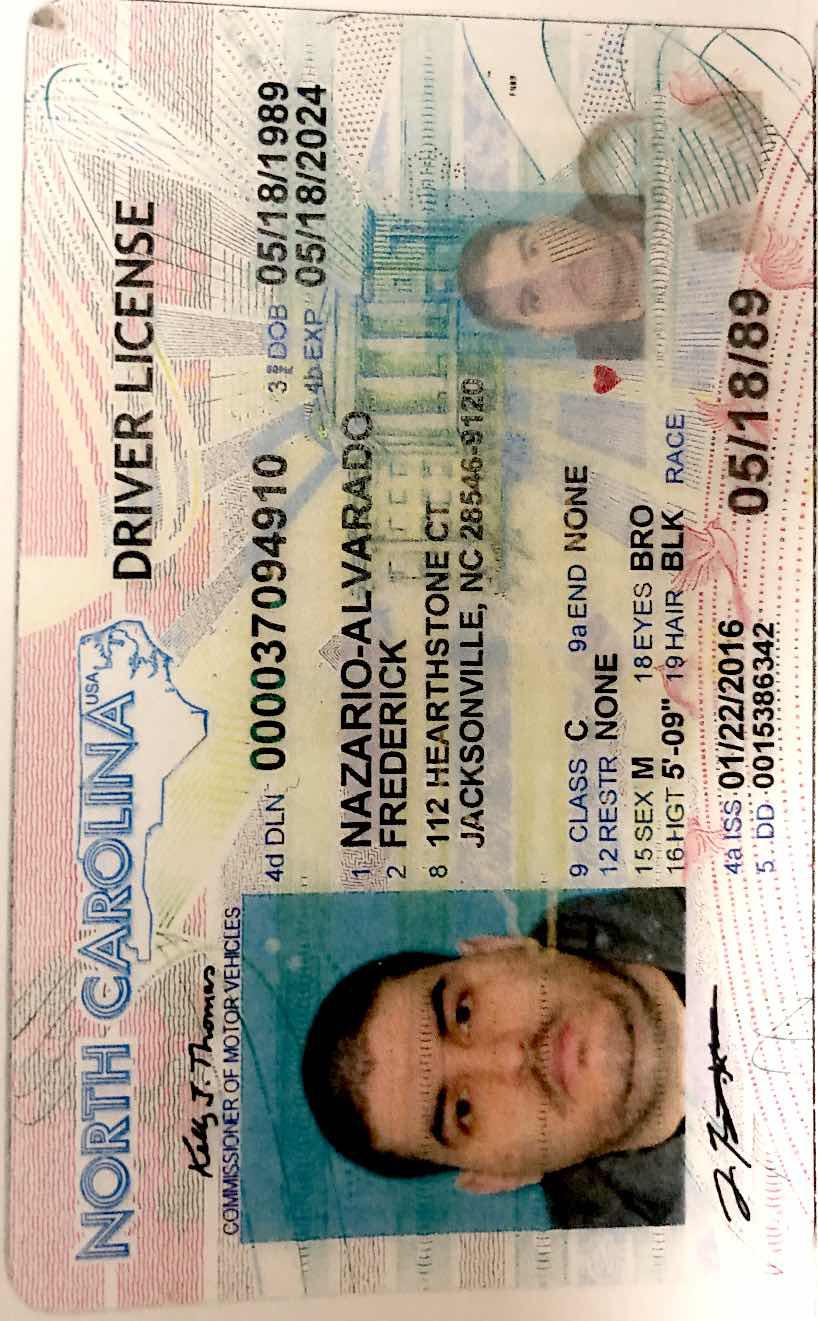 NORTH CAROLINA USA DRIVER LICENSE
Kelly J. Thomas
COMMISSIONER OF MOTOR VEHICLES
4d DLN 000037094910 3 DOB 05/18/1989
4b EXP 05/18/2024
1 NAZARIO-ALVARADO
2 FREDERICK
8 112 HEARTHSTONE CT
JACKSONVILLE, NC 28546-9120
9 CLASS C 9a END NONE
12 RESTR NONE
15 SEX M 18 EYES BRO
16 HGT 5'-09" 19 HAIR BLK RACE
4a ISS 01/22/2016 05/18/89
5 DD 0015386342